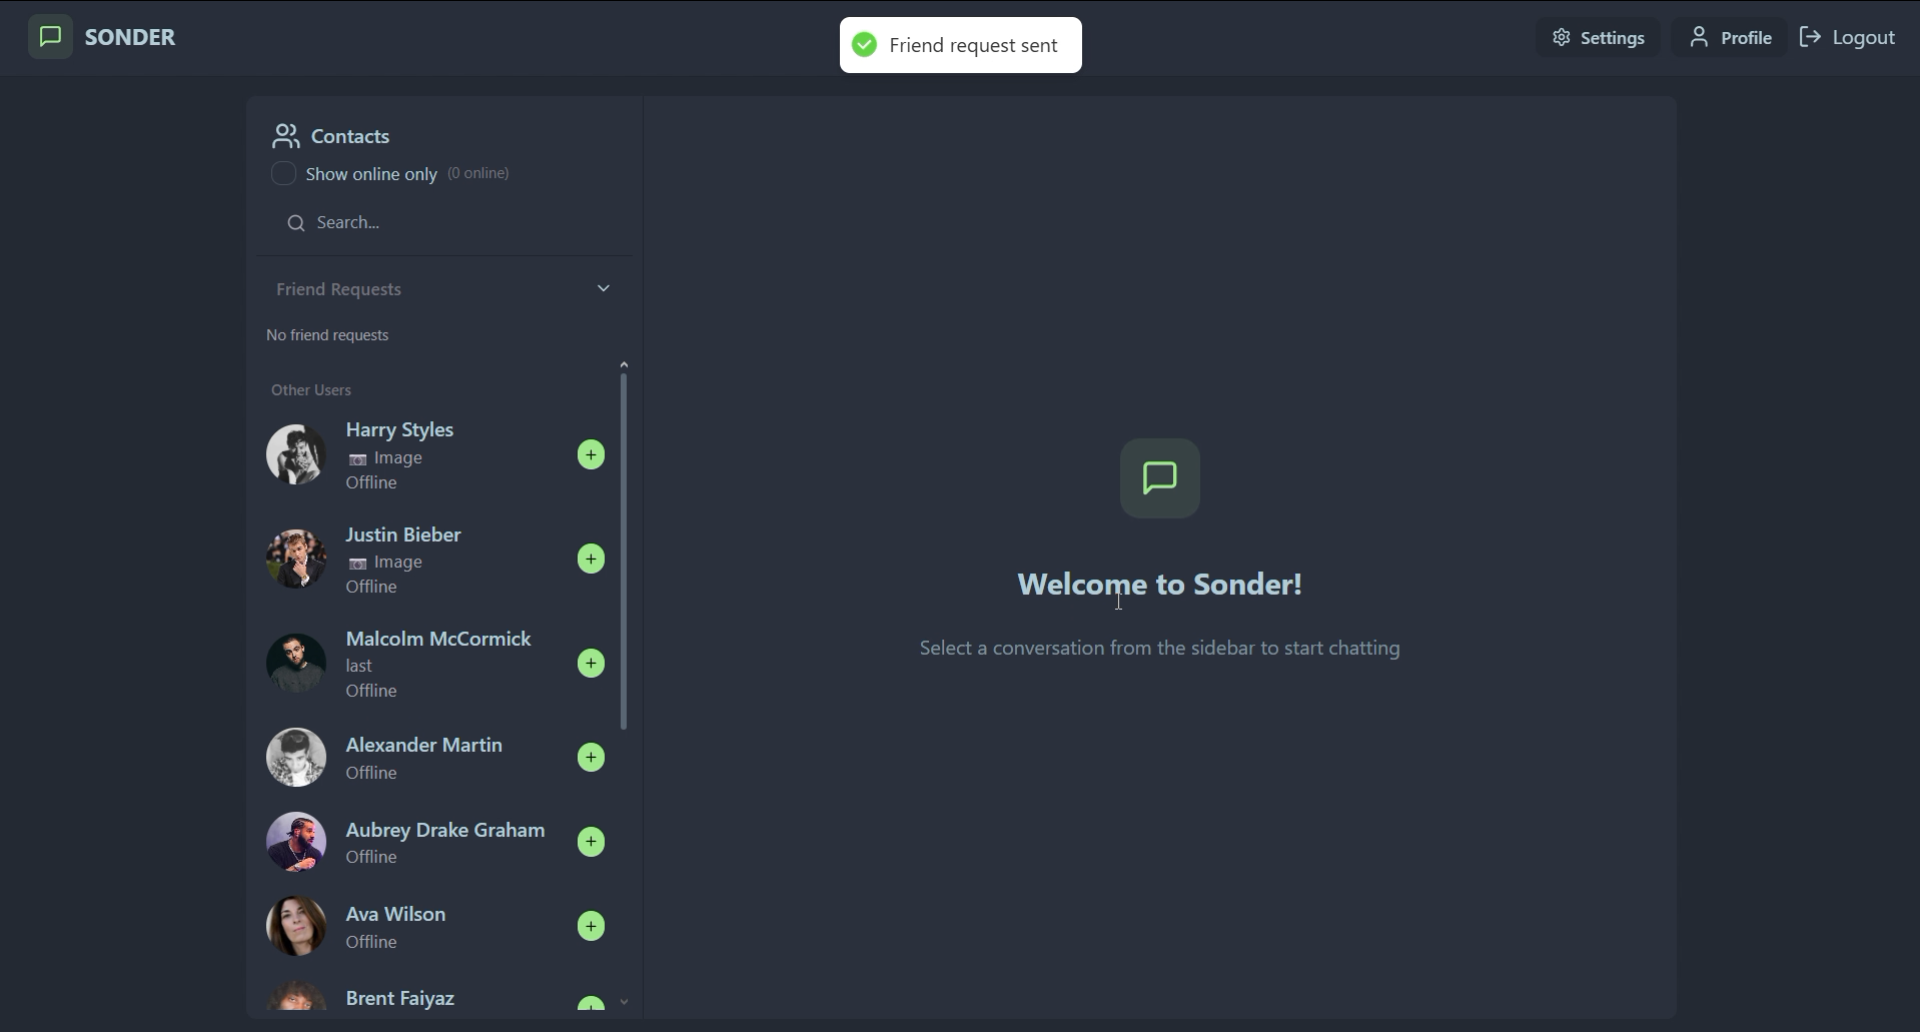 SONDER
Friend request sent
Settings
Profile
Logout
Contacts
Show online only (0 online)
Search...
Friend Requests
No friend requests
Other Users
Harry Styles
Image
Offline
Justin Bieber
Image
Offline
Malcolm McCormick
last
Offline
Alexander Martin
Offline
Aubrey Drake Graham
Offline
Ava Wilson
Offline
Brent Faiyaz
Welcome to Sonder!
Select a conversation from the sidebar to start chatting